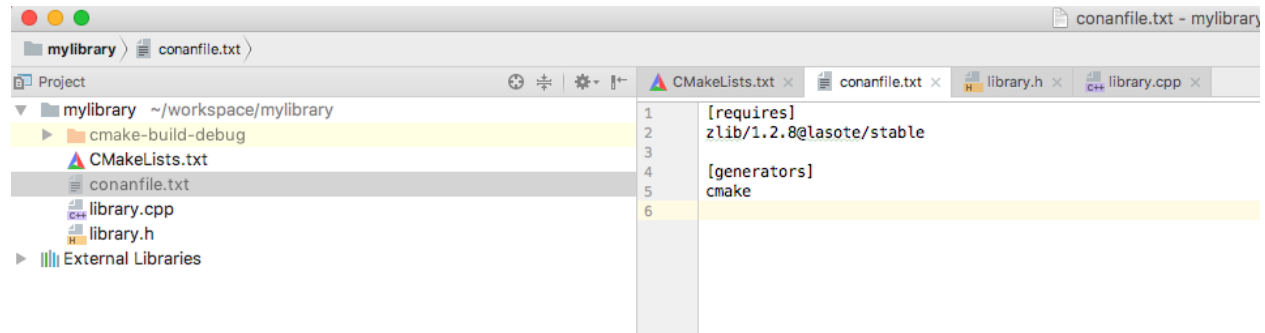 conanfile.txt - mylibrary
mylibrary conanfile.txt
Project
CMakeLists.txt conanfile.txt library.h library.cpp
mylibrary ~/workspace/mylibrary
cmake-build-debug
CMakeLists.txt
conanfile.txt
C++ library.cpp
H library.h
External Libraries
1 [requires]
2 zlib/1.2.8@lasote/stable
3
4 [generators]
5 cmake
6